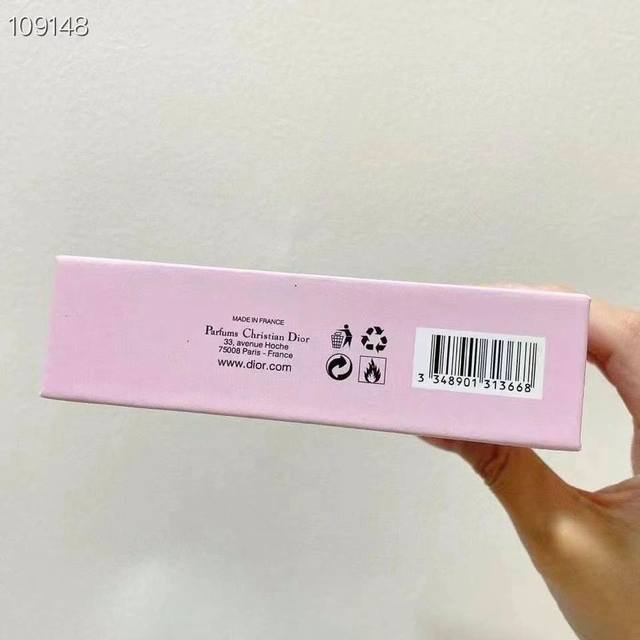 109148
MADE IN FRANCE
Parfums Christian Dior
33, avenue Hoche
75008 Paris - France
www.dior.com
3 348901 313668